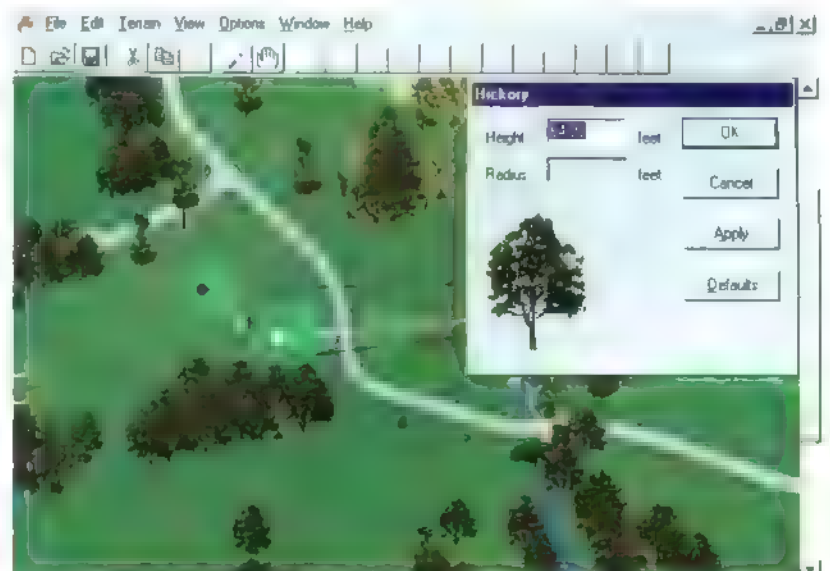 File Edit Terrain View Options Window Help
Hickory
Height feet OK
Radius feet Cancel
Apply
Defaults